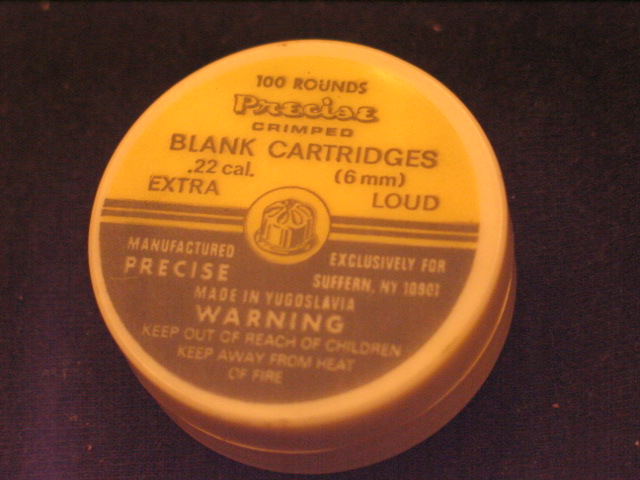 100 ROUNDS
Precise
CRIMPED
BLANK CARTRIDGES
.22 cal. (6 mm)
EXTRA LOUD
MANUFACTURED EXCLUSIVELY FOR
PRECISE SUFFERN, NY 10901
MADE IN YUGOSLAVIA
WARNING
KEEP OUT OF REACH OF CHILDREN
KEEP AWAY FROM HEAT
OF FIRE